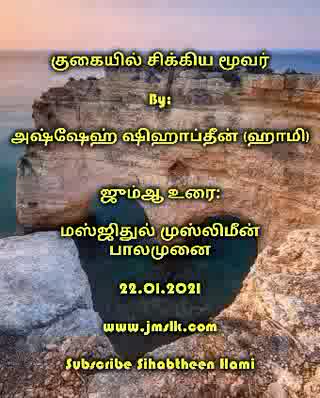 குகையில் சிக்கிய மூவர்
By:
அஷ்ஷேஹ் ஷிஹாப்தீன் (ஹாமி)
ஜும்ஆ உரை:
மஸ்ஜிதுல் முஸ்லிமீன்
பாலமுனை
22.01.2021
www.jmslk.com
Subscribe Sihabtheen Ilami